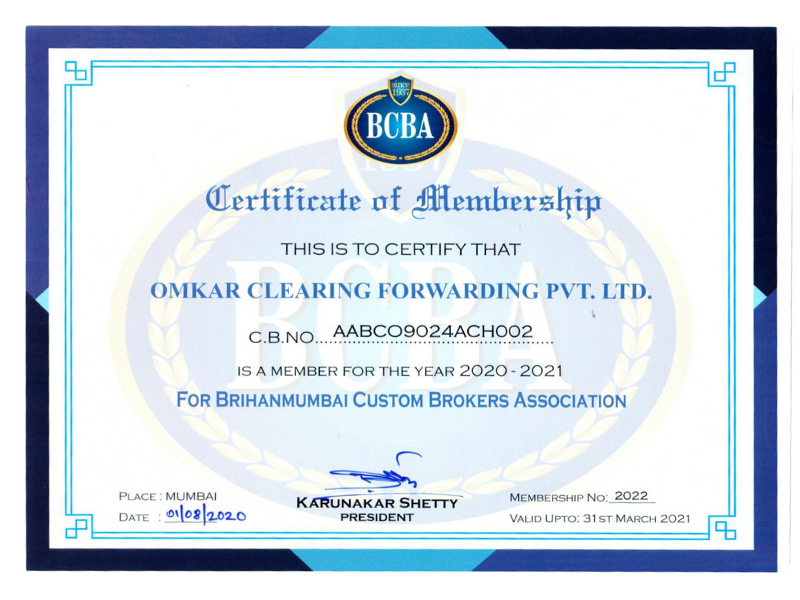 since
1937
BCBA
Certificate of Membership
THIS IS TO CERTIFY THAT
OMKAR CLEARING FORWARDING PVT. LTD.
C.B.NO....AABCO9024ACH002
IS A MEMBER FOR THE YEAR 2020 - 2021
FOR BRIHANMUMBAI CUSTOM BROKERS ASSOCIATION
PLACE : MUMBAI
DATE : 01/08/2020
KARUNAKAR SHETTY
PRESIDENT
MEMBERSHIP NO: 2022
VALID UPTO: 31ST MARCH 2021